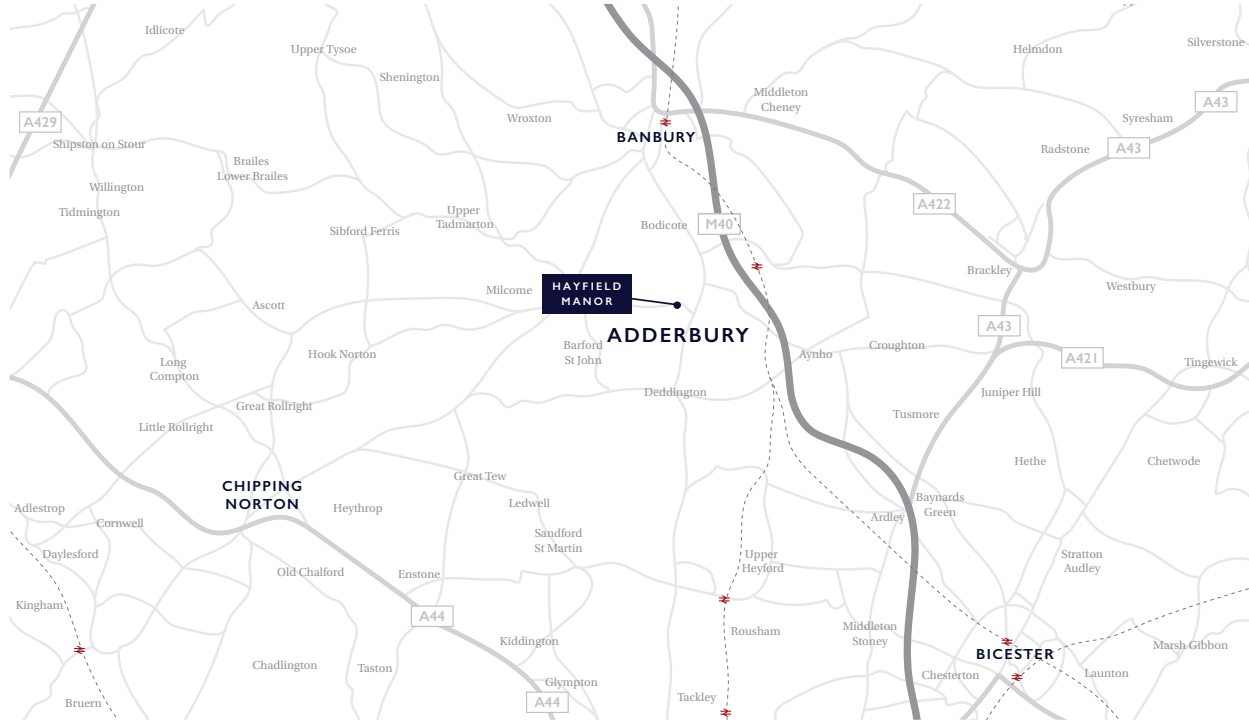 Idlicote
Upper Tysoe
Helmdon
Silverstone
Shenington
Middleton
Cheney
A43
A429
Wroxton
Syresham
BANBURY
Shipston on Stour
Radstone
A43
Brailes
Lower Brailes
Willington
A422
Tidmington
Upper
Tadmarton
Sibford Ferris
Bodicote
M40
Brackley
HAYFIELD
MANOR
Milcome
Westbury
Ascott
ADDERBURY
A43
Barford
St John
Croughton
Hook Norton
Aynho
A421
Long
Compton
Tingewick
Deddington
Juniper Hill
Great Rollright
Tusmore
Little Rollright
Hethe
Chetwode
Great Tew
CHIPPING
NORTON
Adlestrop
Heythrop
Ledwell
Baynards
Green
Ardley
Cornwell
Sandford
St Martin
Daylesford
Upper
Heyford
Stratton
Audley
Old Chalford
Enstone
Kingham
A44
Rousham
Middleton
Stoney
Kiddington
Marsh Gibbon
BICESTER
Chadlington
Taston
Chesterton
Launton
Glympton
Bruern
A44
Tackley